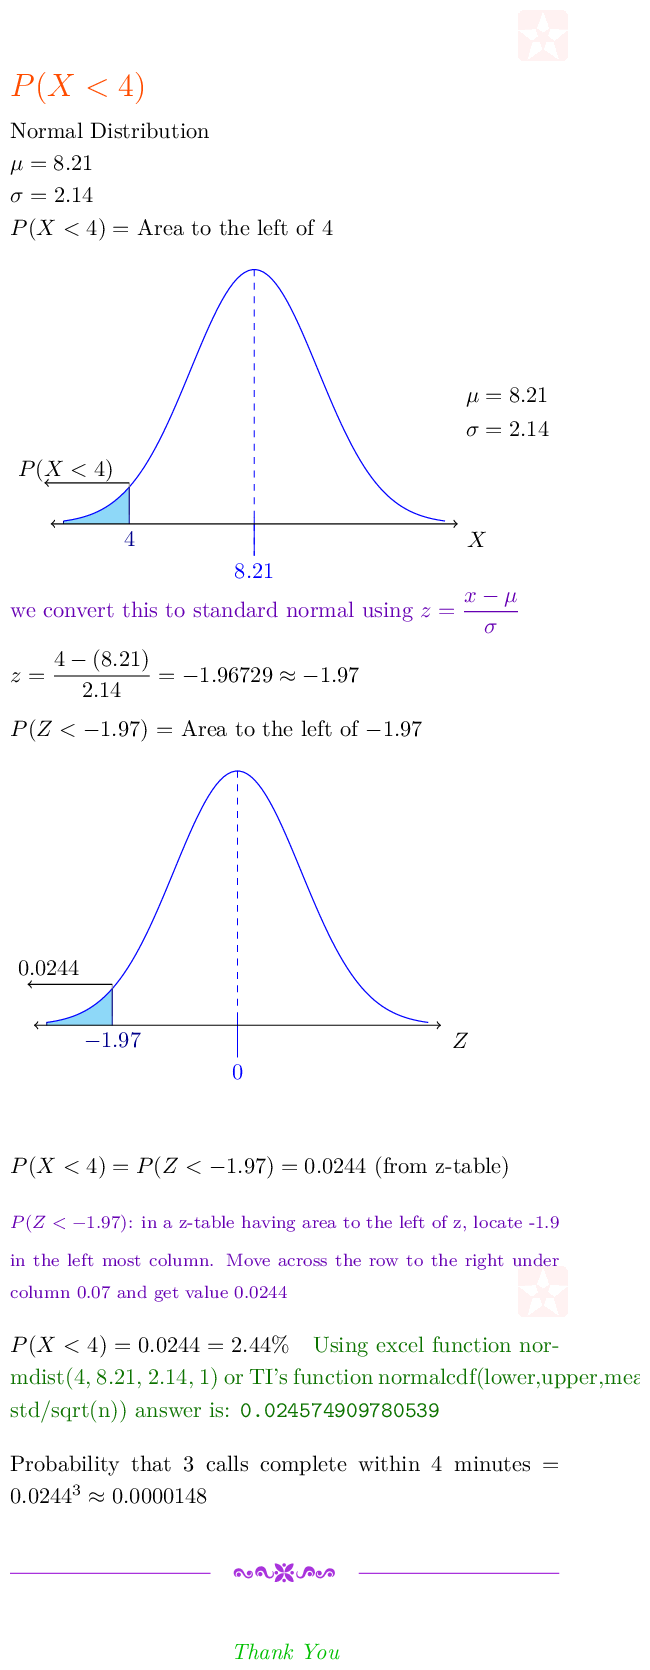 P(X < 4)
Normal Distribution
μ = 8.21
σ = 2.14
P(X < 4) = Area to the left of 4
μ = 8.21
σ = 2.14
P(X < 4)
4
X
8.21
we convert this to standard normal using z = \frac{x − μ}{σ}
z = \frac{4 − (8.21)}{2.14} = −1.96729 ≈ −1.97
P(Z < −1.97) = Area to the left of −1.97
0.0244
−1.97
Z
0
P(X < 4) = P(Z < −1.97) = 0.0244 (from z-table)
P(Z < −1.97): in a z-table having area to the left of z, locate -1.9
in the left most column. Move across the row to the right under
column 0.07 and get value 0.0244
P(X < 4) = 0.0244 = 2.44% Using excel function nor-
mdist(4, 8.21, 2.14, 1) or TI's function normalcdf(lower,upper,mea
std/sqrt(n)) answer is: 0.024574909780539
Probability that 3 calls complete within 4 minutes =
0.0244³ ≈ 0.0000148
Thank You